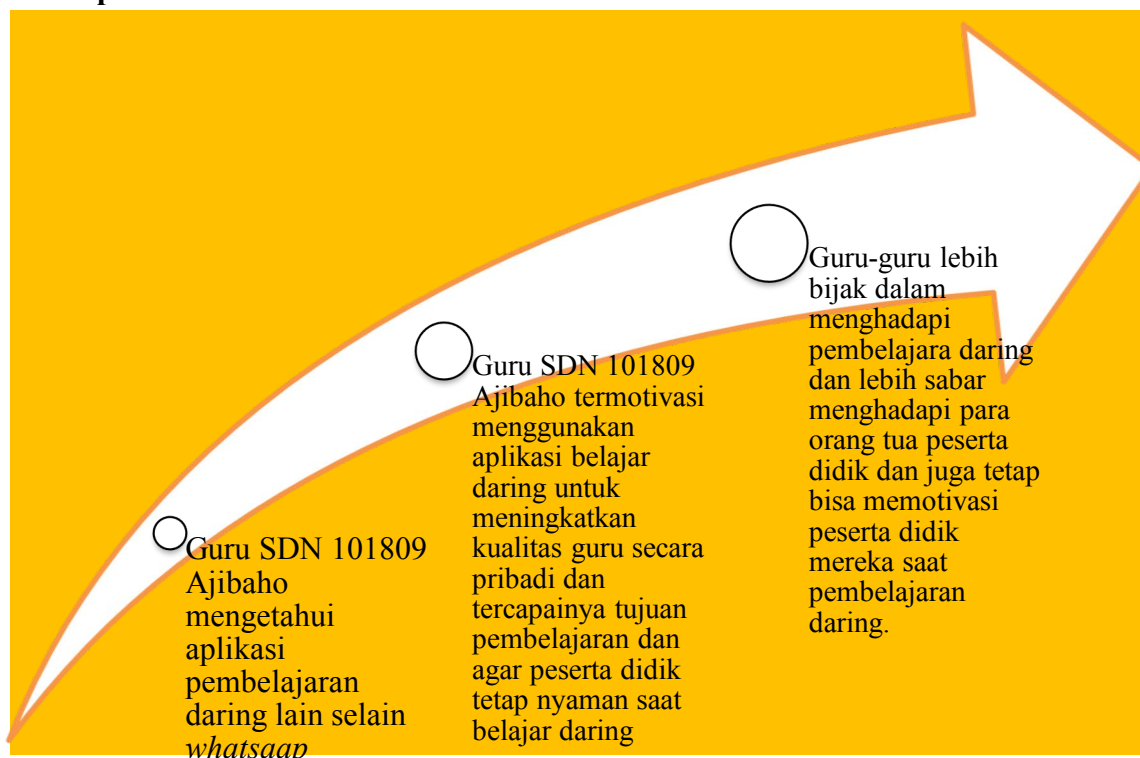 Guru SDN 101809
Ajibaho
mengetahui
aplikasi
pembelajaran
daring lain selain
whatsaap
Guru SDN 101809
Ajibaho termotivasi
menggunakan
aplikasi belajar
daring untuk
meningkatkan
kualitas guru secara
pribadi dan
tercapainya tujuan
pembelajaran dan
agar peserta didik
tetap nyaman saat
belajar daring
Guru-guru lebih
bijak dalam
menghadapi
pembelajara daring
dan lebih sabar
menghadapi para
orang tua peserta
didik dan juga tetap
bisa memotivasi
peserta didik
mereka saat
pembelajaran
daring.